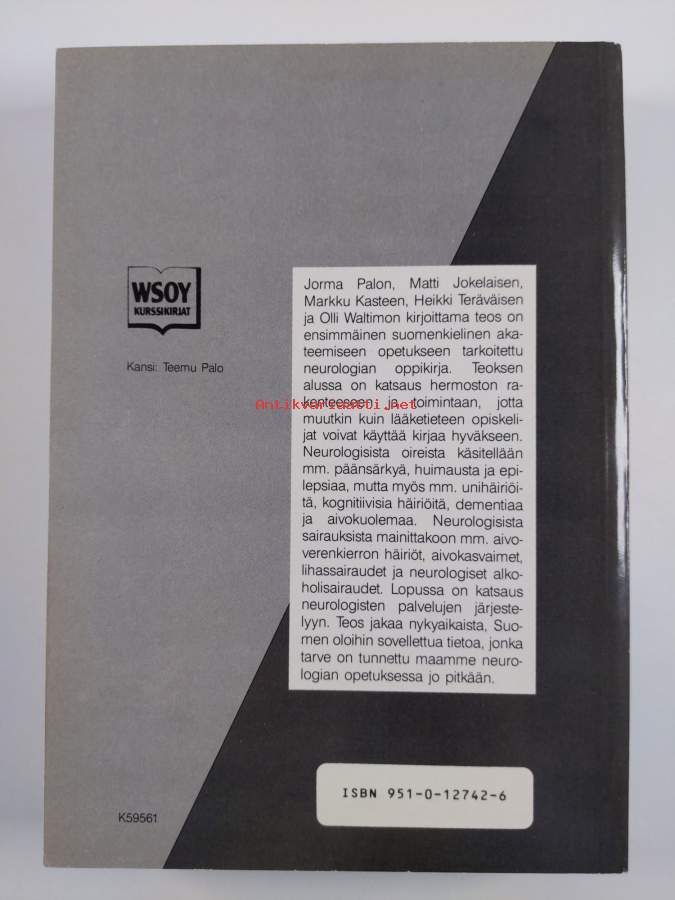 WSOY
KURSSIKIRJAT
Kansi: Teemu Palo
Jorma Palon, Matti Jokelaisen,
Markku Kasteen, Heikki Teräväisen
ja Olli Waltimon kirjoittama teos on
ensimmäinen suomenkielinen aka-
teemiseen opetukseen tarkoitettu
neurologian oppikirja. Teoksen
alussa on katsaus hermoston ra-
kenteeseen ja toimintaan, jotta
Antikvariaatti.net
muutkin kuin lääketieteen opiskeli-
jat voivat käyttää kirjaa hyväkseen.
Neurologisista oireista käsitellään
mm. päänsärkyä, huimausta ja epi-
lepsiaa, mutta myös mm. unihäiriöi-
tä, kognitiivisia häiriöitä, dementiaa
ja aivokuolemaa. Neurologisista
sairauksista mainittakoon mm. aivo-
verenkierron häiriöt, aivokasvaimet,
lihassairaudet ja neurologiset alko-
holisairaudet. Lopussa on katsaus
neurologisten palvelujen järjeste-
lyyn. Teos jakaa nykyaikaista, Suo-
men oloihin sovellettua tietoa, jonka
tarve on tunnettu maamme neuro-
logian opetuksessa jo pitkään.
ISBN 951-0-12742-6
K59561